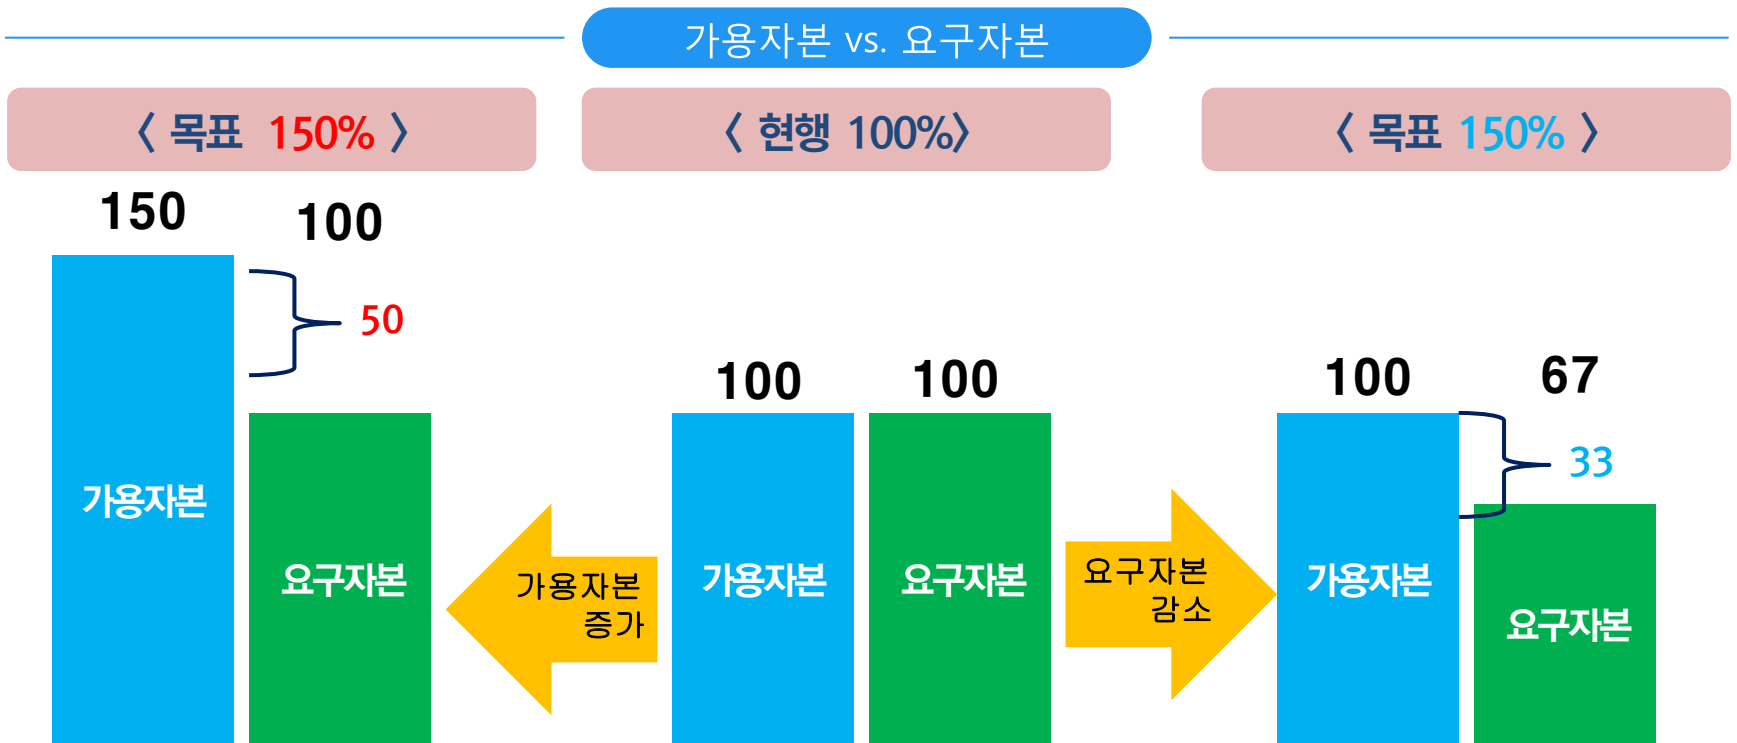 가용자본 vs. 요구자본
〈 목표 150% 〉
〈 현행 100%〉
〈 목표 150% 〉
150
100
50
가용자본
요구자본
가용자본
증가
100
100
가용자본
요구자본
요구자본
감소
100
67
33
가용자본
요구자본